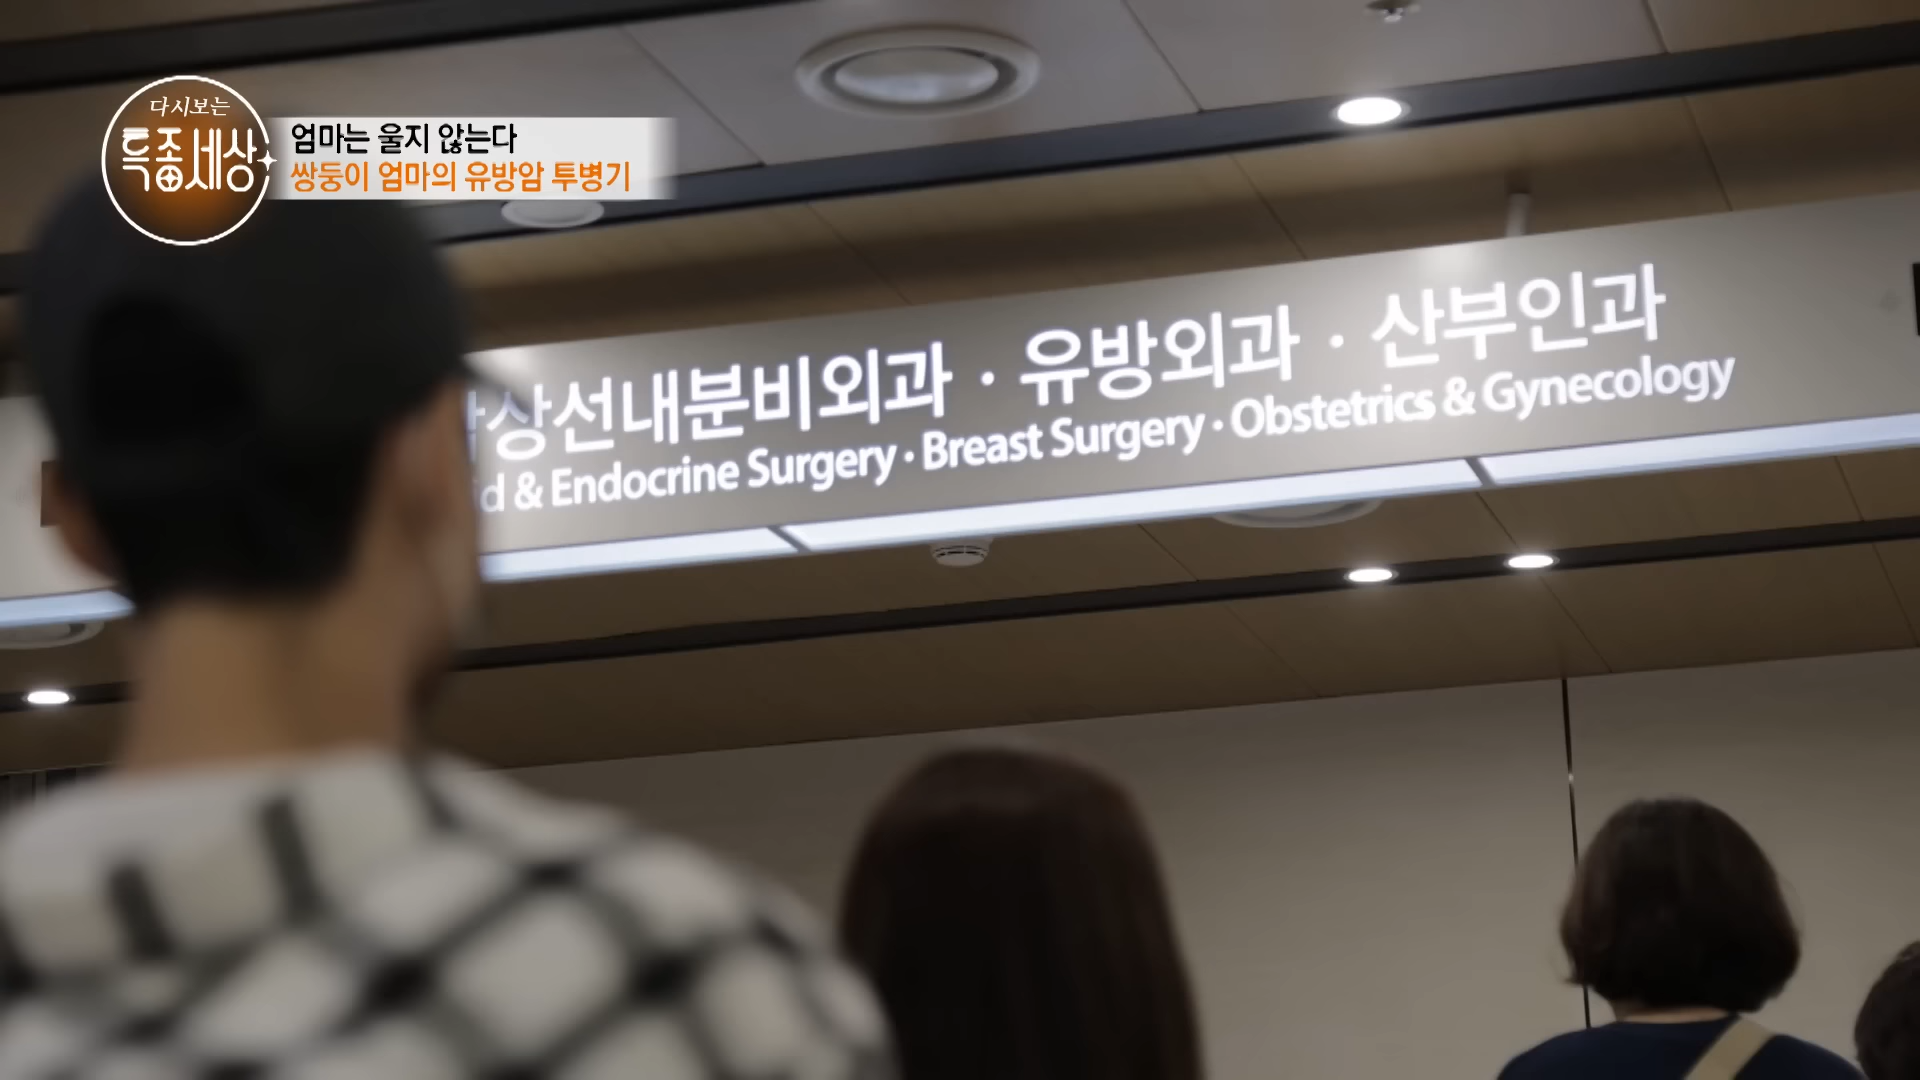 다시보는
특종세상
엄마는 울지 않는다
쌍둥이 엄마의 유방암 투병기
상선내분비외과 · 유방외과 · 산부인과
& Endocrine Surgery · Breast Surgery · Obstetrics & Gynecology